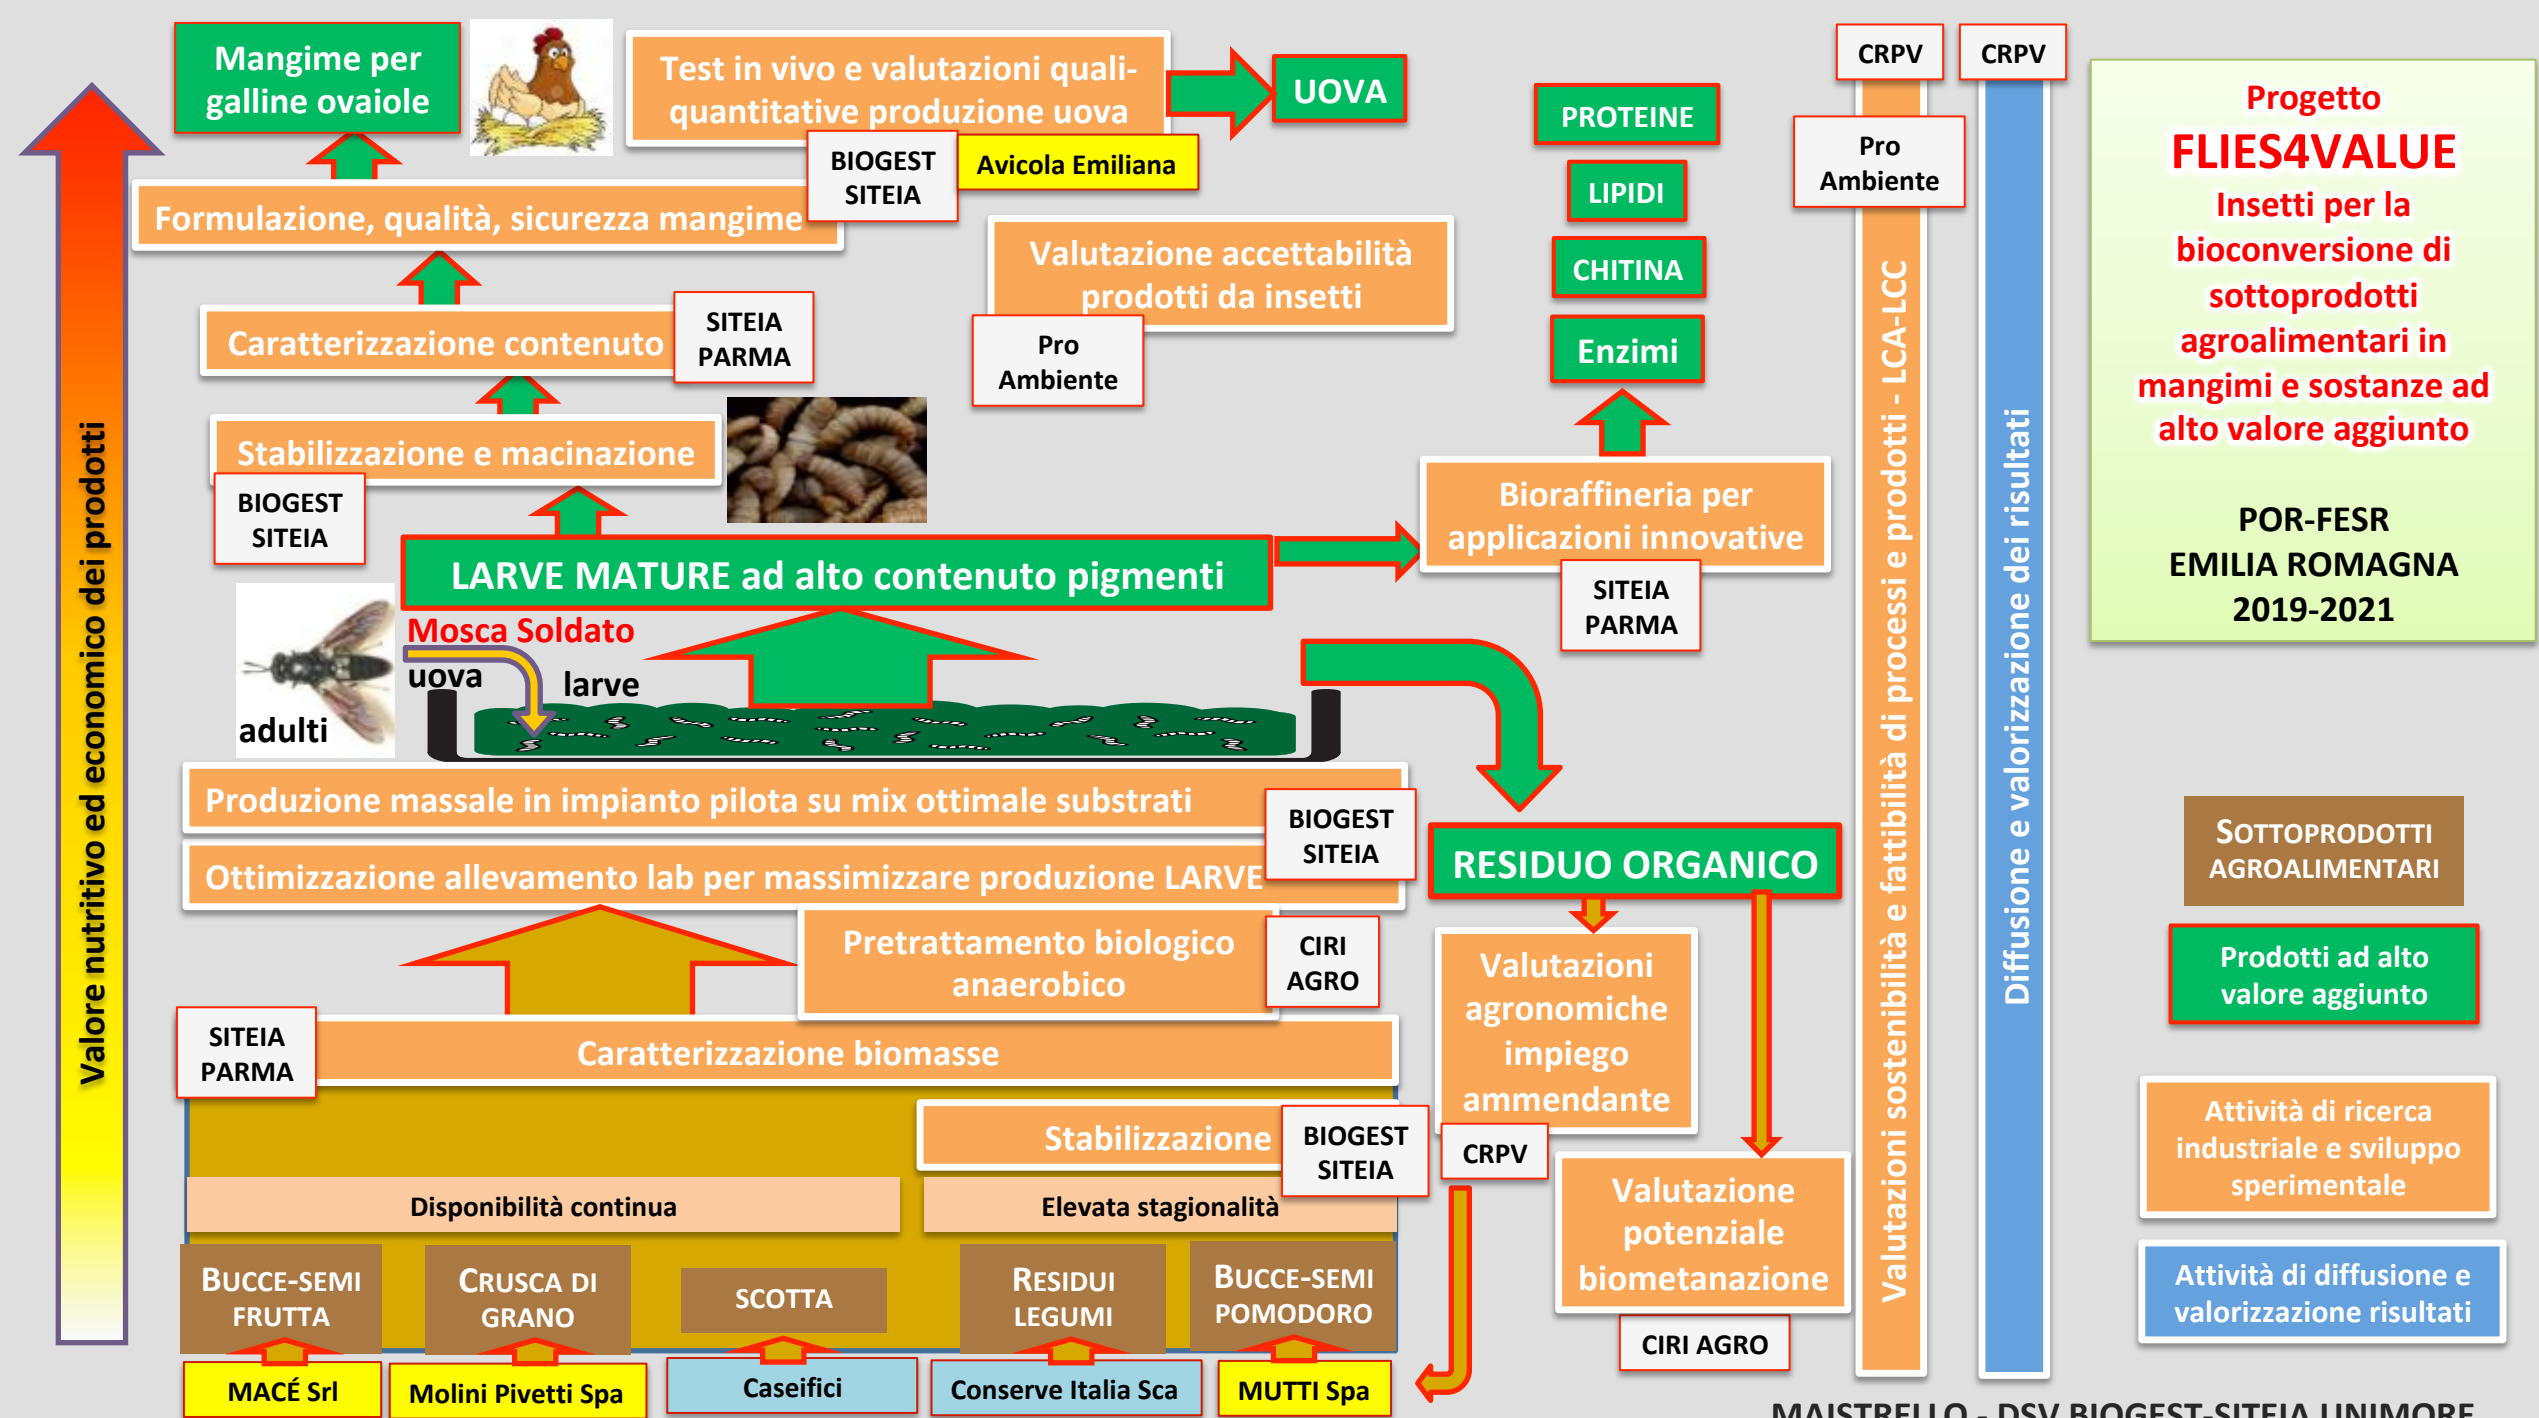 Mangime per
galline ovaiole
Test in vivo e valutazioni quali-
quantitative produzione uova
UOVA
BIOGEST
SITEIA
Avicola Emiliana
Formulazione, qualità, sicurezza mangime
Valutazione accettabilità
prodotti da insetti
Pro
Ambiente
Caratterizzazione contenuto
SITEIA
PARMA
Stabilizzazione e macinazione
BIOGEST
SITEIA
PROTEINE
LIPIDI
CHITINA
Enzimi
Bioraffineria per
applicazioni innovative
SITEIA
PARMA
LARVE MATURE ad alto contenuto pigmenti
Mosca Soldato
uova
larve
adulti
Produzione massale in impianto pilota su mix ottimale substrati
Ottimizzazione allevamento lab per massimizzare produzione LARVE
BIOGEST
SITEIA
Pretrattamento biologico
anaerobico
CIRI
AGRO
SITEIA
PARMA
Caratterizzazione biomasse
Stabilizzazione
BIOGEST
SITEIA
Disponibilità continua
Elevata stagionalità
BUCCE-SEMI
FRUTTA
CRUSCA DI
GRANO
SCOTTA
RESIDUI
LEGUMI
BUCCE-SEMI
POMODORO
MACÉ Srl
Molini Pivetti Spa
Caseifici
Conserve Italia Sca
MUTTI Spa
RESIDUO ORGANICO
Valutazioni
agronomiche
impiego
ammendante
CRPV
Valutazione
potenziale
biometanazione
CIRI AGRO
Valore nutritivo ed economico dei prodotti
CRPV
Pro
Ambiente
Valutazioni sostenibilità e fattibilità di processi e prodotti - LCA-LCC
CRPV
Diffusione e valorizzazione dei risultati
Progetto
FLIES4VALUE
Insetti per la
bioconversione di
sottoprodotti
agroalimentari in
mangimi e sostanze ad
alto valore aggiunto
POR-FESR
EMILIA ROMAGNA
2019-2021
SOTTOPRODOTTI
AGROALIMENTARI
Prodotti ad alto
valore aggiunto
Attività di ricerca
industriale e sviluppo
sperimentale
Attività di diffusione e
valorizzazione risultati
MAISTRELLO - DSV BIOGEST-SITEIA UNIMORE